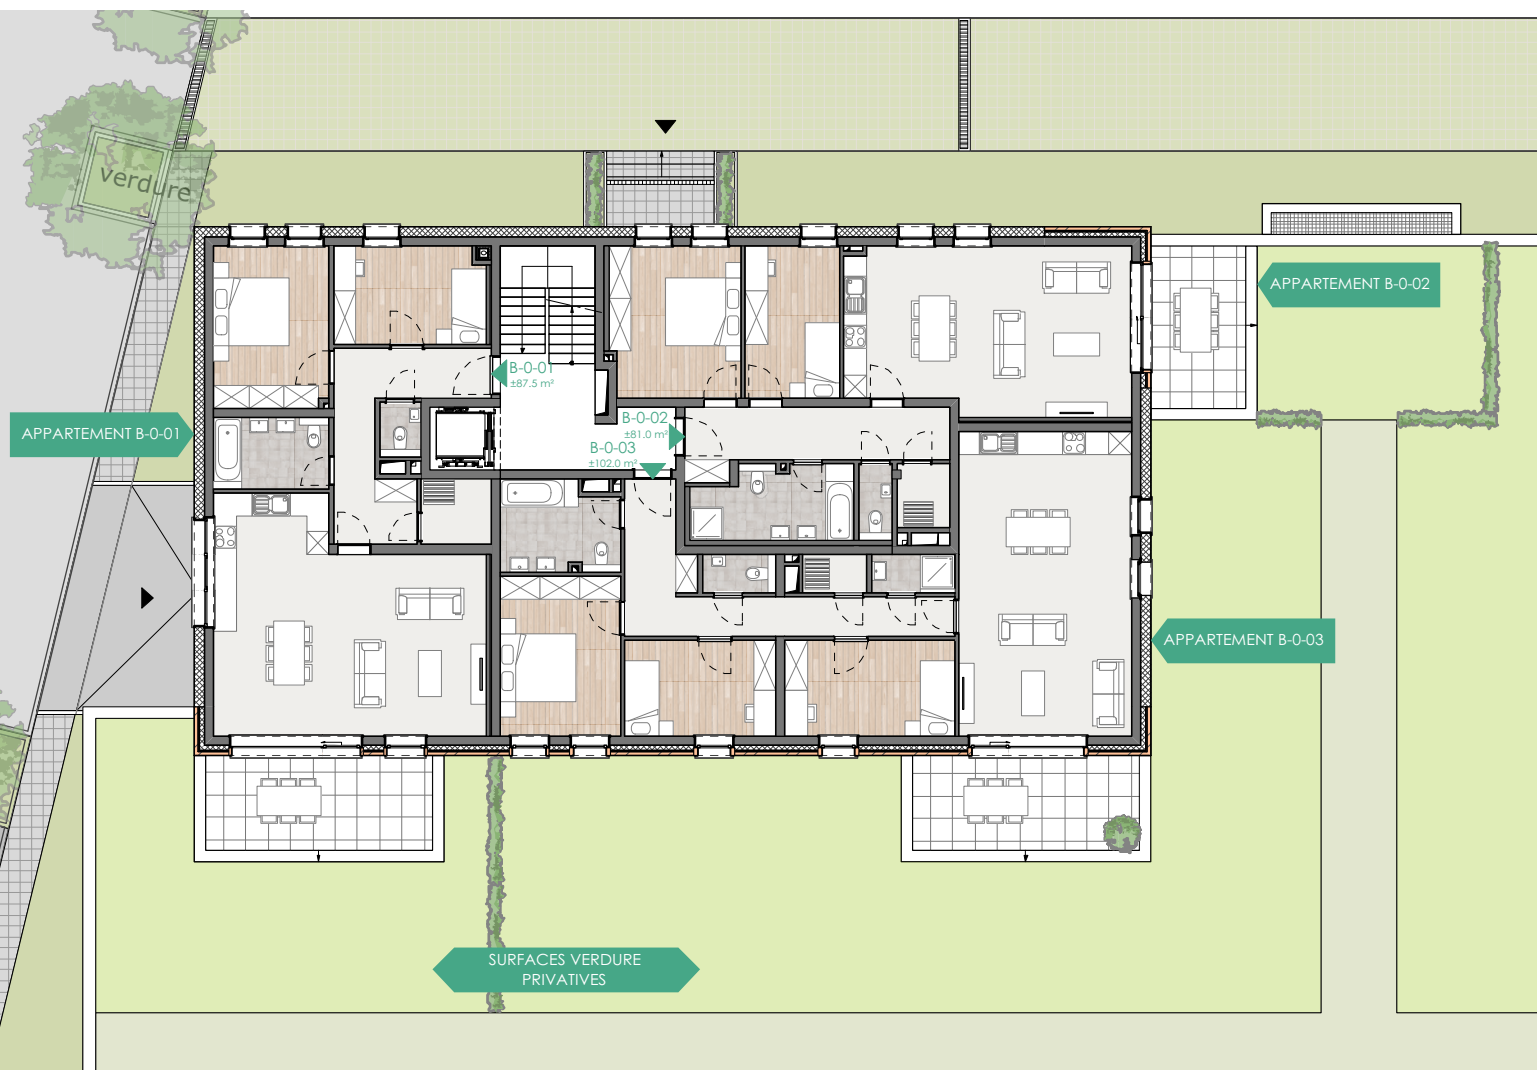 verdure
APPARTEMENT B-0-02
B-0-01
±87.5 m²
B-0-02
±81.0 m²
APPARTEMENT B-0-01
B-0-03
±102.0 m²
APPARTEMENT B-0-03
SURFACES VERDURE
PRIVATIVES